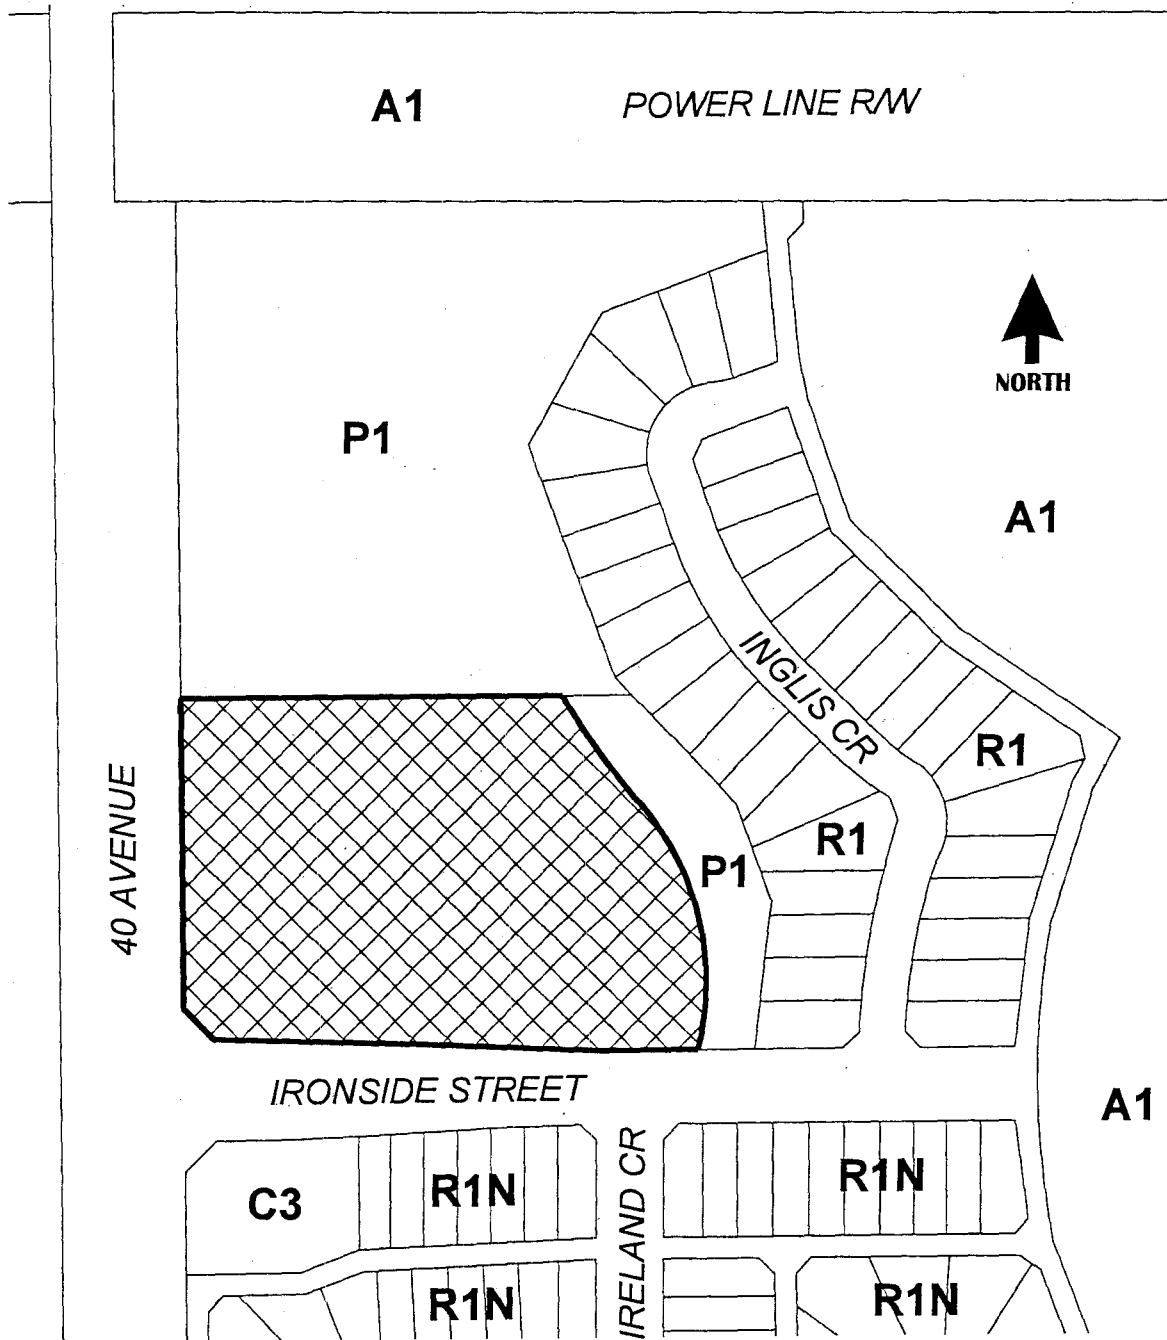 A1
POWER LINE R/W
NORTH
P1
A1
INGLIS CR
R1
R1
P1
40 AVENUE
IRONSIDE STREET
A1
C3
R1N
IRELAND CR
R1N
R1N
R1N